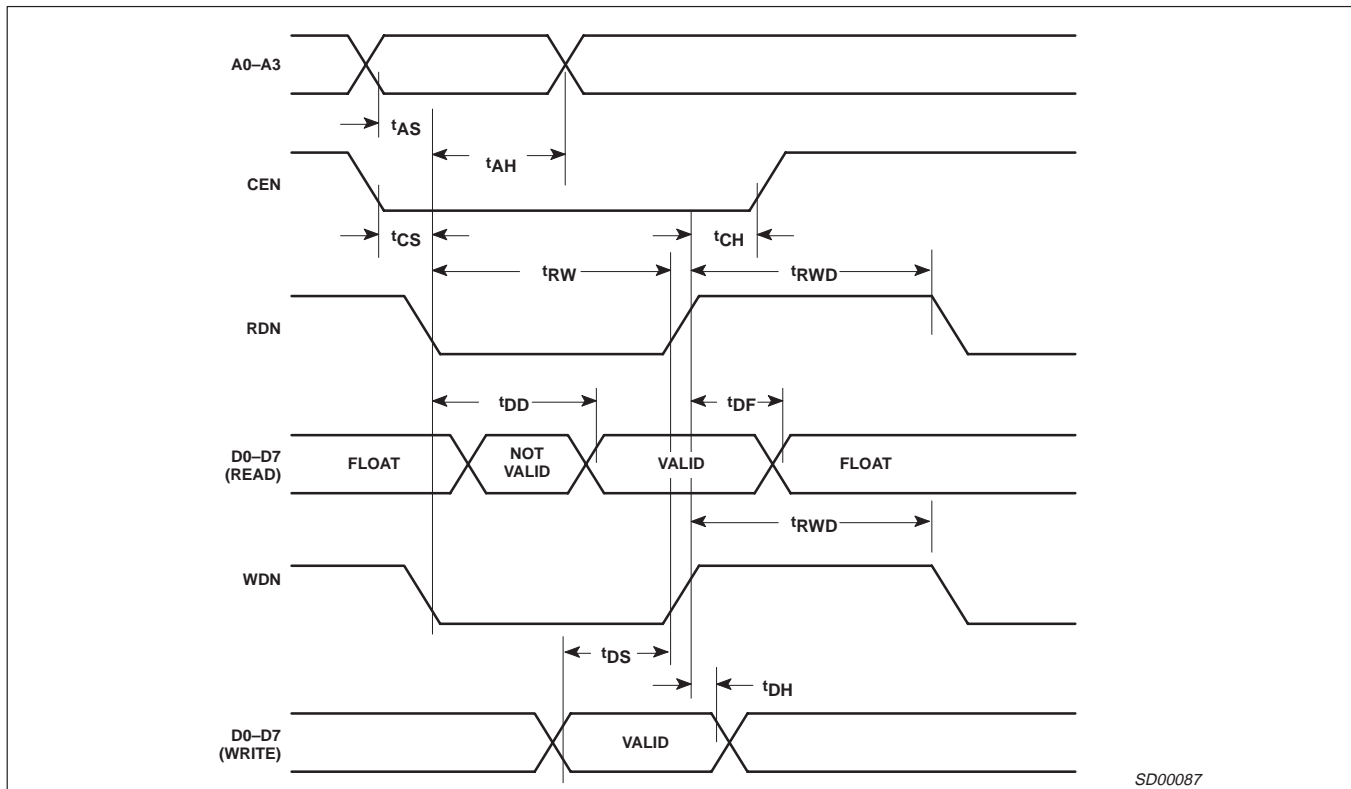 A0–A3
tAS
tAH
CEN
tCS
tCH
tRW
tRWD
RDN
tDD
tDF
D0–D7
(READ)
FLOAT
NOT
VALID
VALID
FLOAT
tRWD
WDN
tDS
tDH
D0–D7
(WRITE)
VALID
SD00087